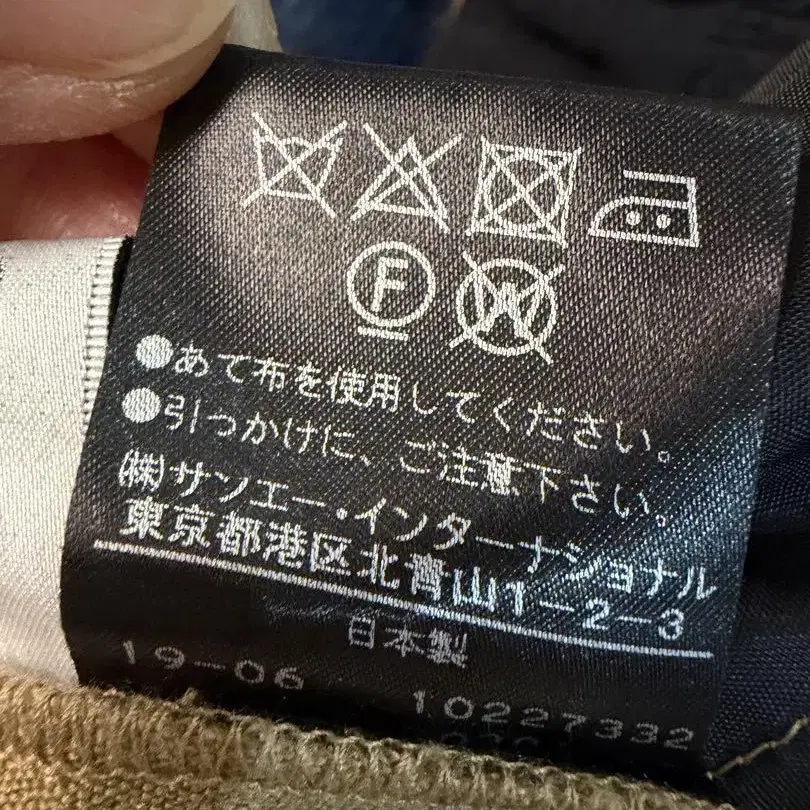 F W
●あて布を使用してください。
●引っかけに、ご注意下さい。
(株)サンエー・インターナショナル
東京都港区北青山1-2-3
日本製
19-06
10227332